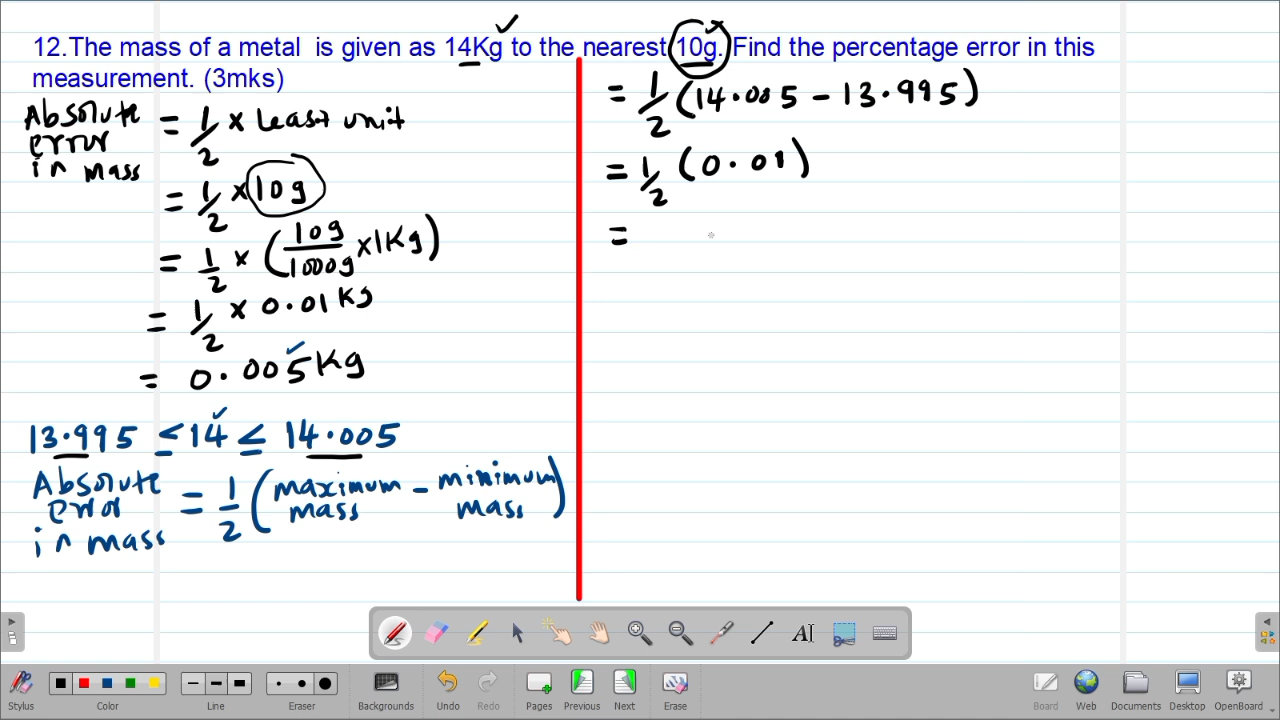 12.The mass of a metal is given as 14Kg to the nearest 10g. Find the percentage error in this
measurement. (3mks)
Absolute error in mass = 1/2 × Least unit
= 1/2 × 10g
= 1/2 × (10g/1000g × 1Kg)
= 1/2 × 0.01Kg
= 0.005Kg
13.995 ≤ 14 ≤ 14.005
Absolute error in mass = 1/2 (maximum mass - minimum mass)
= 1/2 (14.005 - 13.995)
= 1/2 (0.01)
=
Stylus
Color
Line
Eraser
Backgrounds
Undo
Redo
Pages
Previous
Next
Erase
Board
Web
Documents
Desktop
OpenBoard